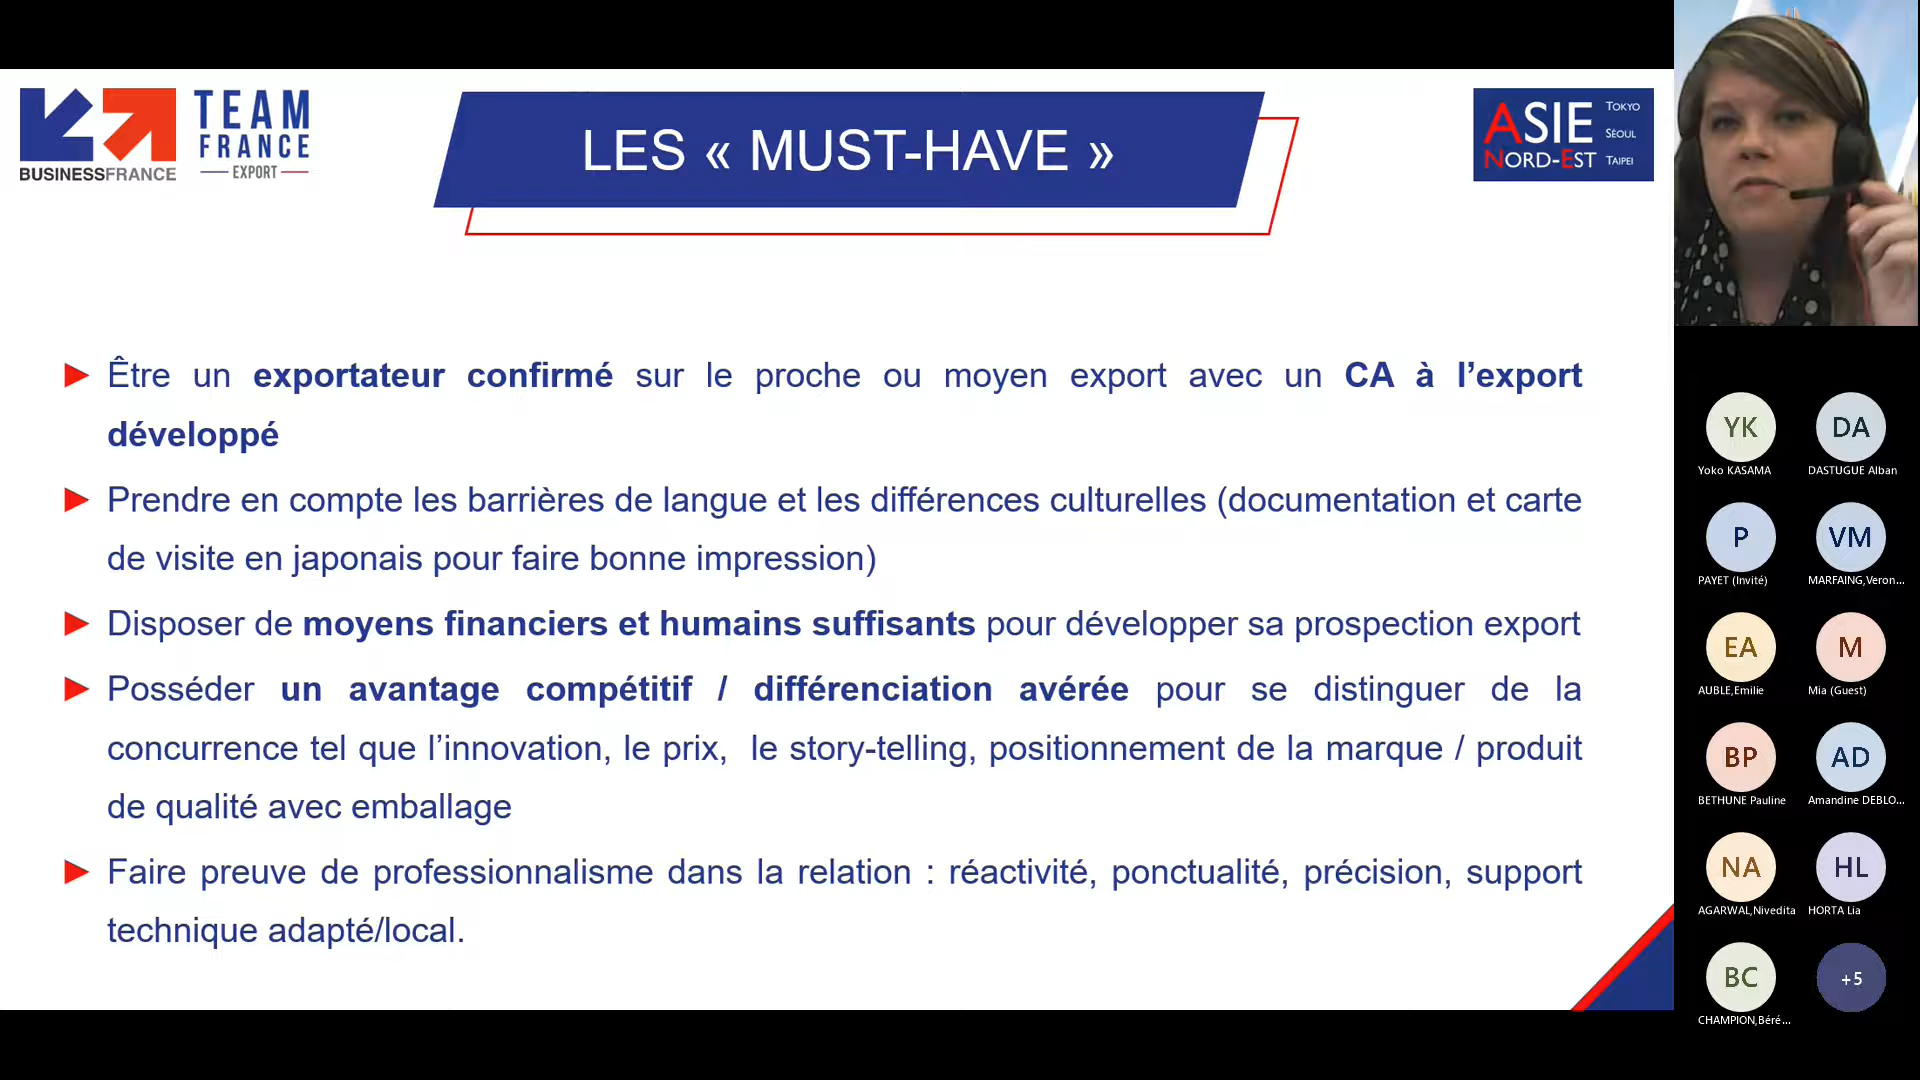 BUSINESSFRANCE
TEAM
FRANCE
EXPORT
LES « MUST-HAVE »
ASIE
NORD-EST
TOKYO
SÉOUL
TAIPEI
Être un exportateur confirmé sur le proche ou moyen export avec un CA à l’export
développé
Prendre en compte les barrières de langue et les différences culturelles (documentation et carte
de visite en japonais pour faire bonne impression)
Disposer de moyens financiers et humains suffisants pour développer sa prospection export
Posséder un avantage compétitif / différenciation avérée pour se distinguer de la
concurrence tel que l’innovation, le prix,  le story-telling, positionnement de la marque / produit
de qualité avec emballage
Faire preuve de professionnalisme dans la relation : réactivité, ponctualité, précision, support
technique adapté/local.
YK
Yoko KASAMA
DA
DASTUGUE Alban
P
PAYET (Invité)
VM
MARFAING,Veron...
EA
AUBLE,Emilie
M
Mia (Guest)
BP
BETHUNE Pauline
AD
Amandine DEBLO...
NA
AGARWAL,Nivedita
HL
HORTA Lia
BC
CHAMPION,Béré...
+5